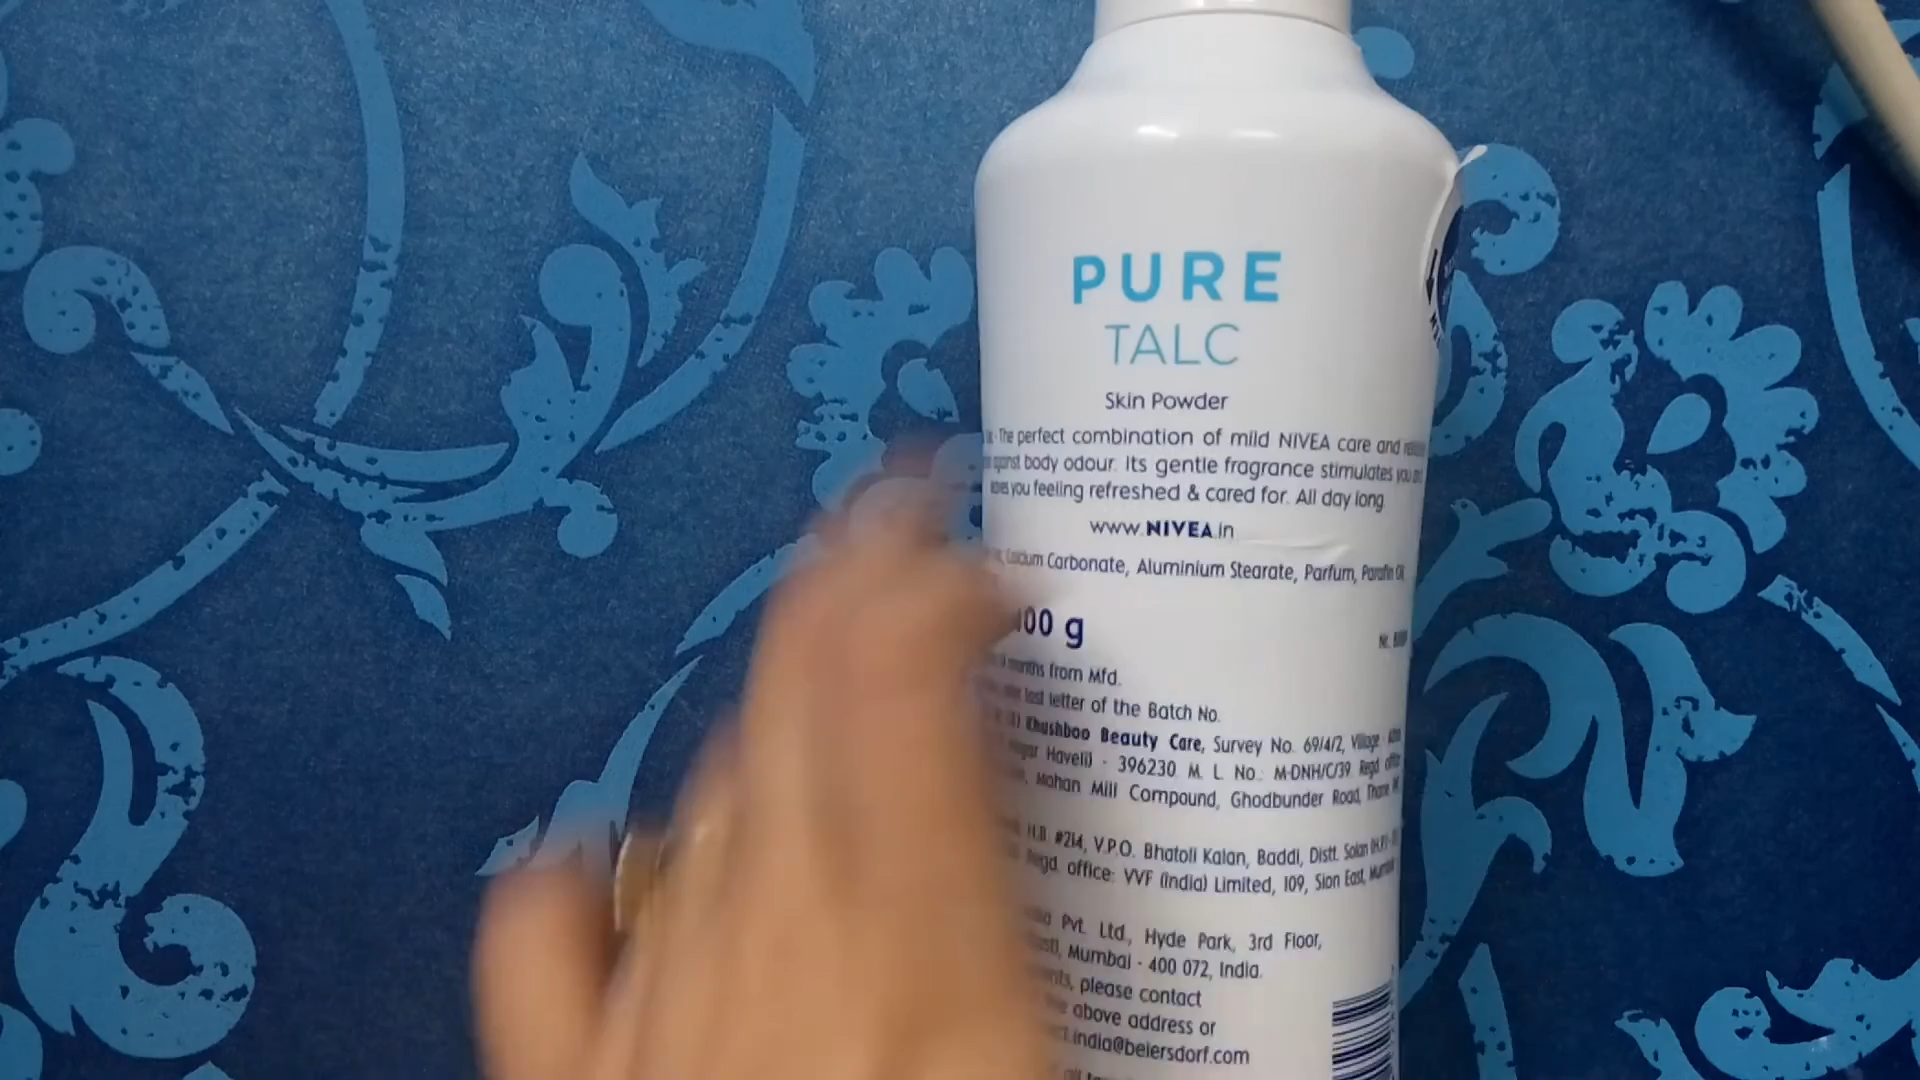 PURE
TALC
Skin Powder
The perfect combination of mild NIVEA care and
against body odour. Its gentle fragrance stimulates you and
you feeling refreshed & cared for. All day long
www.NIVEA.in
Calcium Carbonate, Aluminium Stearate, Parfum, Paraffin Oil
00 g
months from Mfd.
last letter of the Batch No.
Khushboo Beauty Care, Survey No. 69/4/2, Village
Nagar Haveli) - 396230. M. L. No.: M-DNH/C/39. Regd. office
Mohan Mill Compound, Ghodbunder Road, Thane
H.B. #214, V.P.O. Bhatoli Kalan, Baddi, Distt. Solan (H.P.)
Regd. office: VVF (India) Limited, 109, Sion East, Mumbai
Pvt. Ltd., Hyde Park, 3rd Floor,
Mumbai - 400 072, India.
please contact
above address or
.india@beiersdorf.com